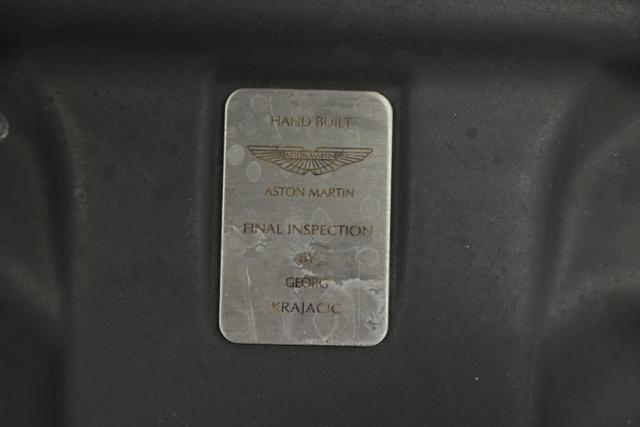 HAND BUILT
ASTON MARTIN
ASTON MARTIN
FINAL INSPECTION
BY
GEORG
KRAJACIC